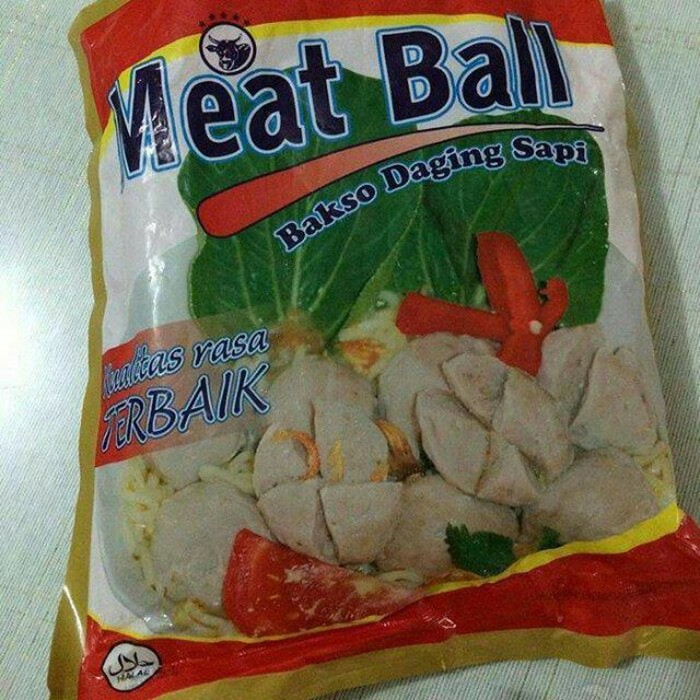 Meat Ball
Bakso Daging Sapi
Kualitas rasa
TERBAIK
حلال
HALAL